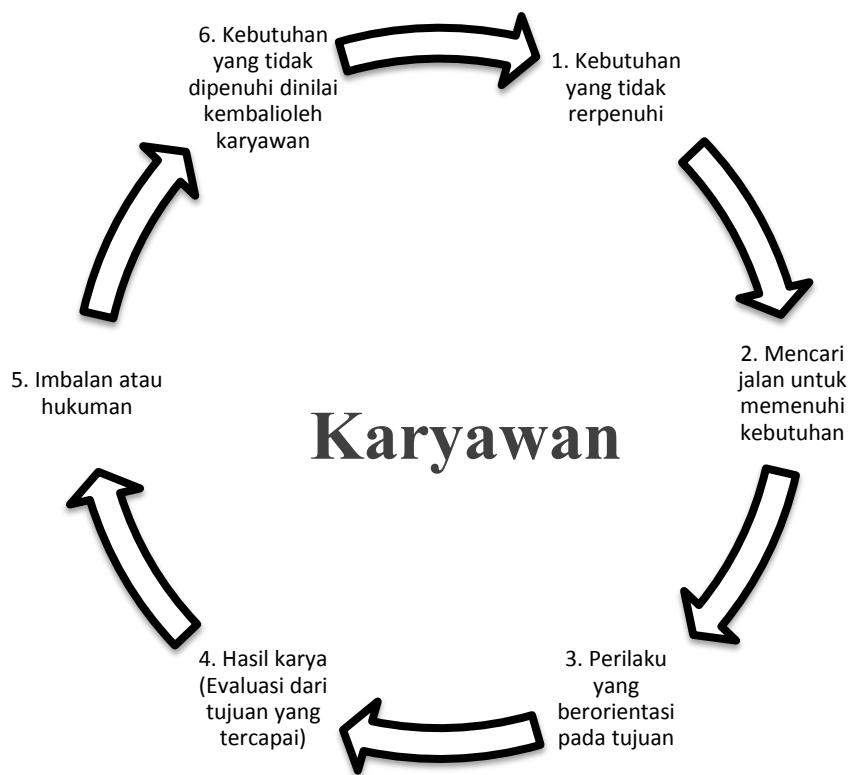 6. Kebutuhan
yang tidak
dipenuhi dinilai
kembalioleh
karyawan
1. Kebutuhan
yang tidak
rerpenuhi
2. Mencari
jalan untuk
memenuhi
kebutuhan
5. Imbalan atau
hukuman
Karyawan
4. Hasil karya
(Evaluasi dari
tujuan yang
tercapai)
3. Perilaku
yang
berorientasi
pada tujuan